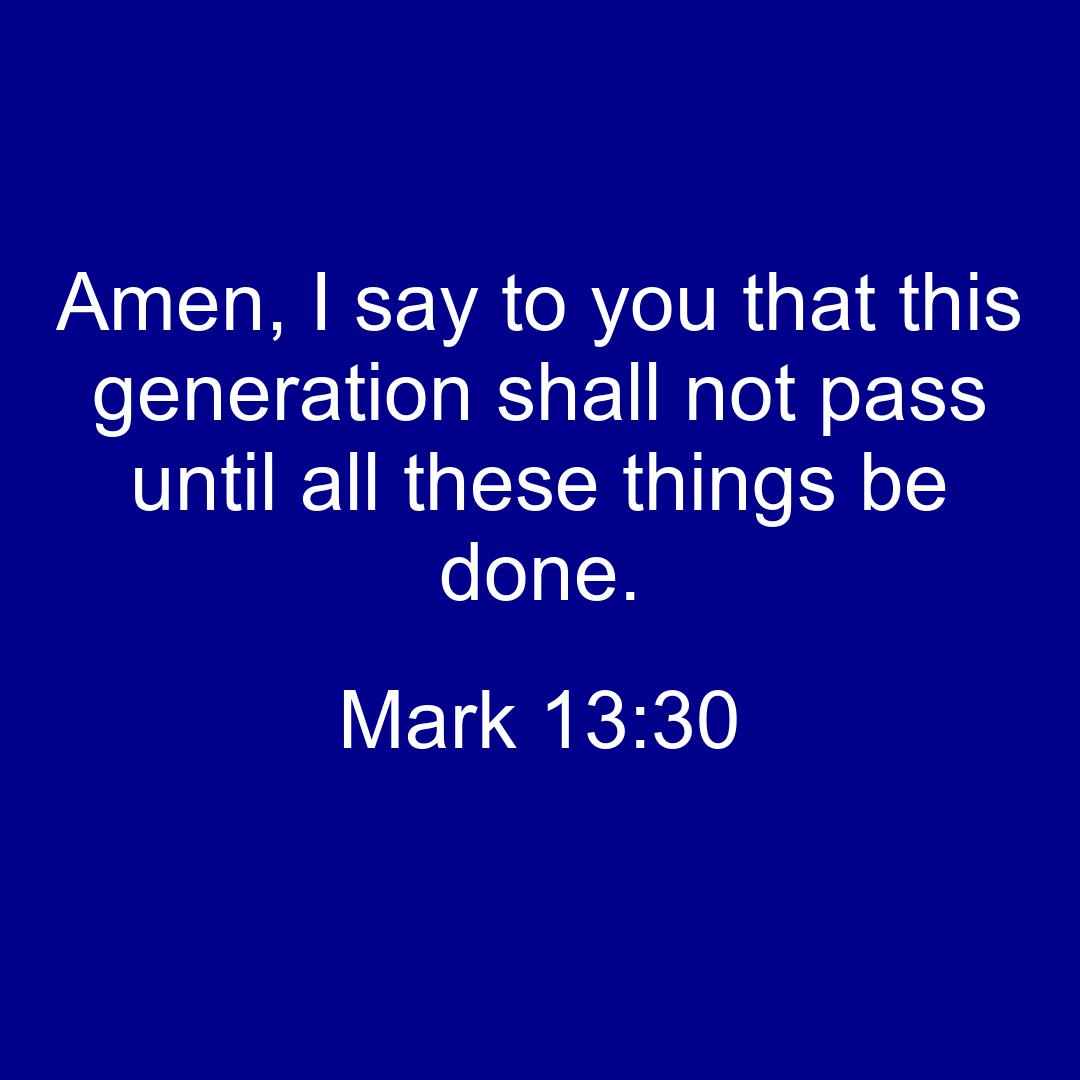 Amen, I say to you that this
generation shall not pass
until all these things be
done.
Mark 13:30